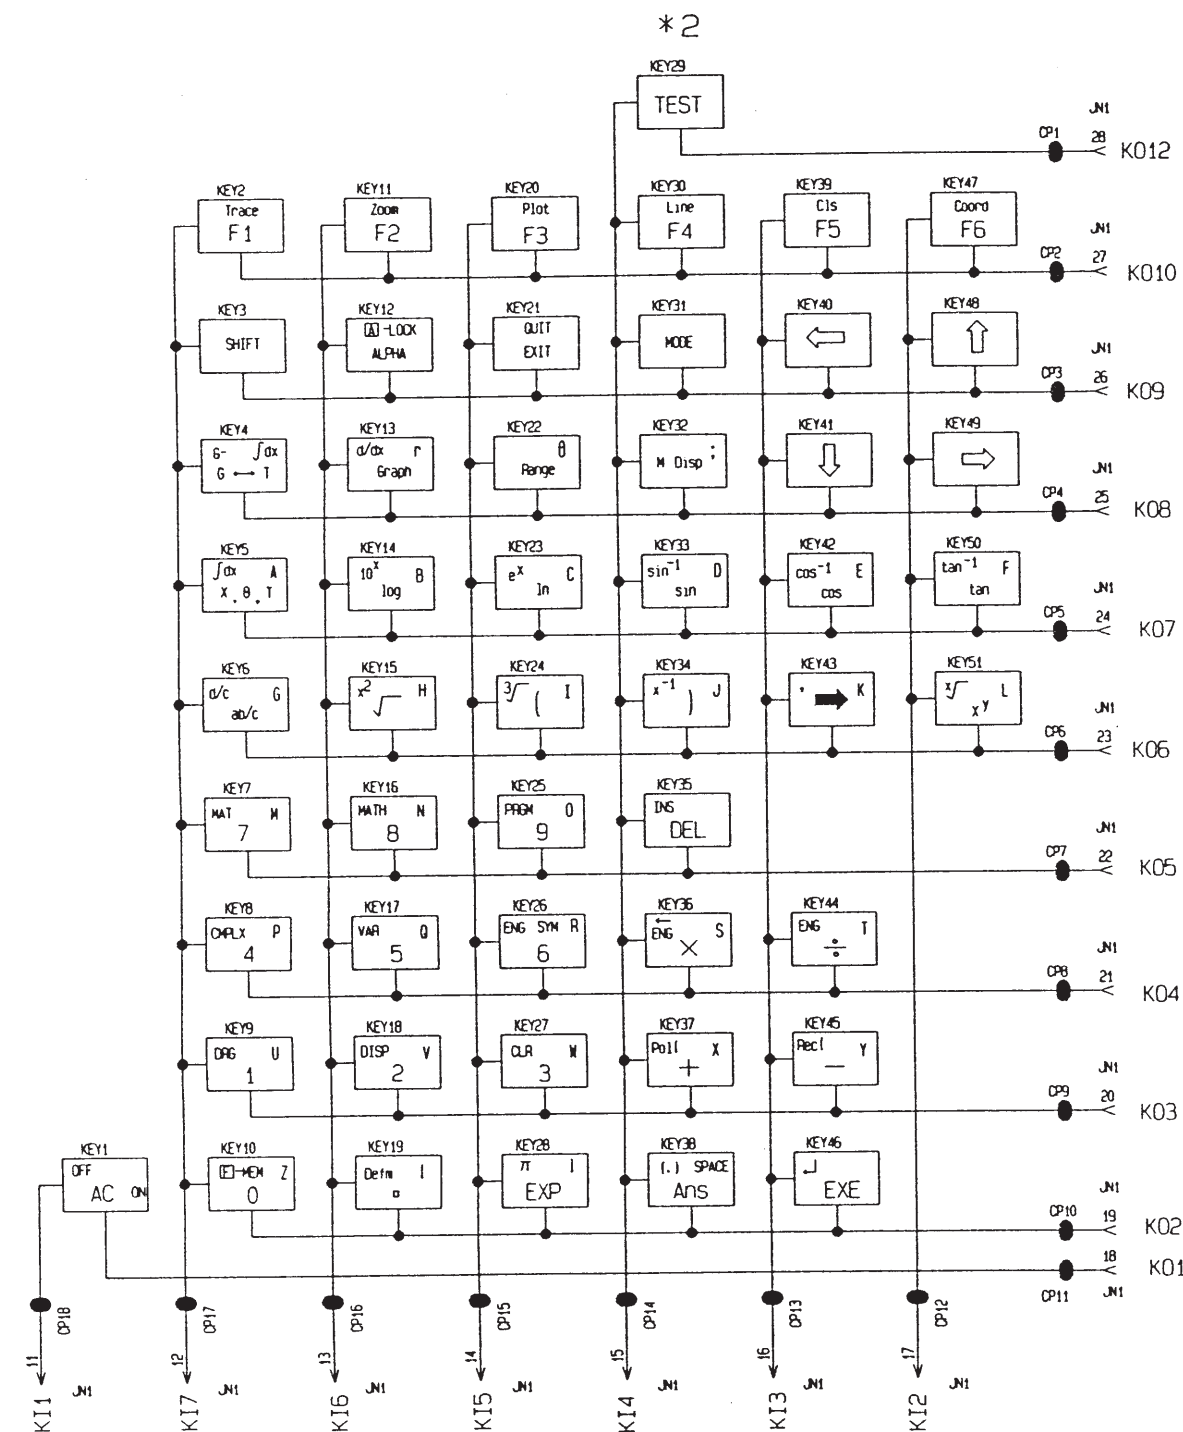 *2
KEY29
TEST
JN1
CP1 28 KO12
KEY2 KEY11 KEY20 KEY30 KEY39 KEY47
Trace Zoom Plot Line Cls Coord
F1 F2 F3 F4 F5 F6
JN1
CP2 27 KO10
KEY3 KEY12 KEY21 KEY31 KEY40 KEY48
SHIFT A-LOCK QUIT MODE ⇦ ⇧
ALPHA EXIT
JN1
CP3 26 KO9
KEY4 KEY13 KEY22 KEY32 KEY41 KEY49
G- ∫dx d/dx r θ M Disp ; ⇩ ⇨
G ↔ T Graph Range
JN1
CP4 25 KO8
KEY5 KEY14 KEY23 KEY33 KEY42 KEY50
∫dx A 10ˣ B eˣ C sin⁻¹ D cos⁻¹ E tan⁻¹ F
X,θ,T log ln sin cos tan
JN1
CP5 24 KO7
KEY6 KEY15 KEY24 KEY34 KEY43 KEY51
d/c G x² H ³√ I x⁻¹ J , K ˣ√ L
ab/c √ ( ) ➡ xʸ
JN1
CP6 23 KO6
KEY7 KEY16 KEY25 KEY35
MAT M MATH N PRGM O INS
7 8 9 DEL
JN1
CP7 22 KO5
KEY8 KEY17 KEY26 KEY36 KEY44
CMPLX P VAR Q ENG SYM R ←ENG S ENG T
4 5 6 × ÷
JN1
CP8 21 KO4
KEY9 KEY18 KEY27 KEY37 KEY45
DRG U DISP V CLR W Pol( X Rec( Y
1 2 3 + −
JN1
CP9 20 KO3
KEY1 KEY10 KEY19 KEY28 KEY38 KEY46
OFF F→MEM Z Defm [ π ] (.) SPACE ↵
AC ON 0 ▫ EXP Ans EXE
JN1
CP10 19 KO2
18 KO1
CP11 JN1
CP18 CP17 CP16 CP15 CP14 CP13 CP12
11 12 13 14 15 16 17
JN1 JN1 JN1 JN1 JN1 JN1 JN1
KI1 KI7 KI6 KI5 KI4 KI3 KI2